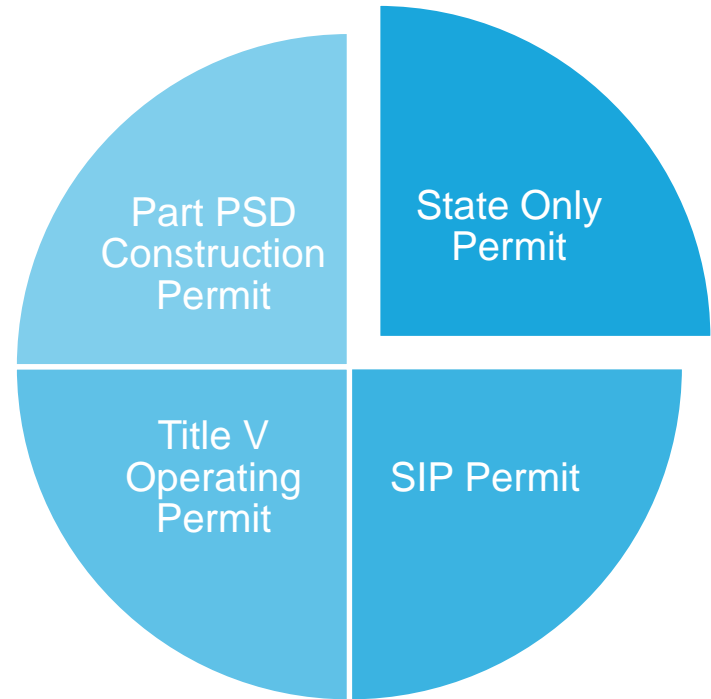 Part PSD
Construction
Permit
State Only
Permit
Title V
Operating
Permit
SIP Permit